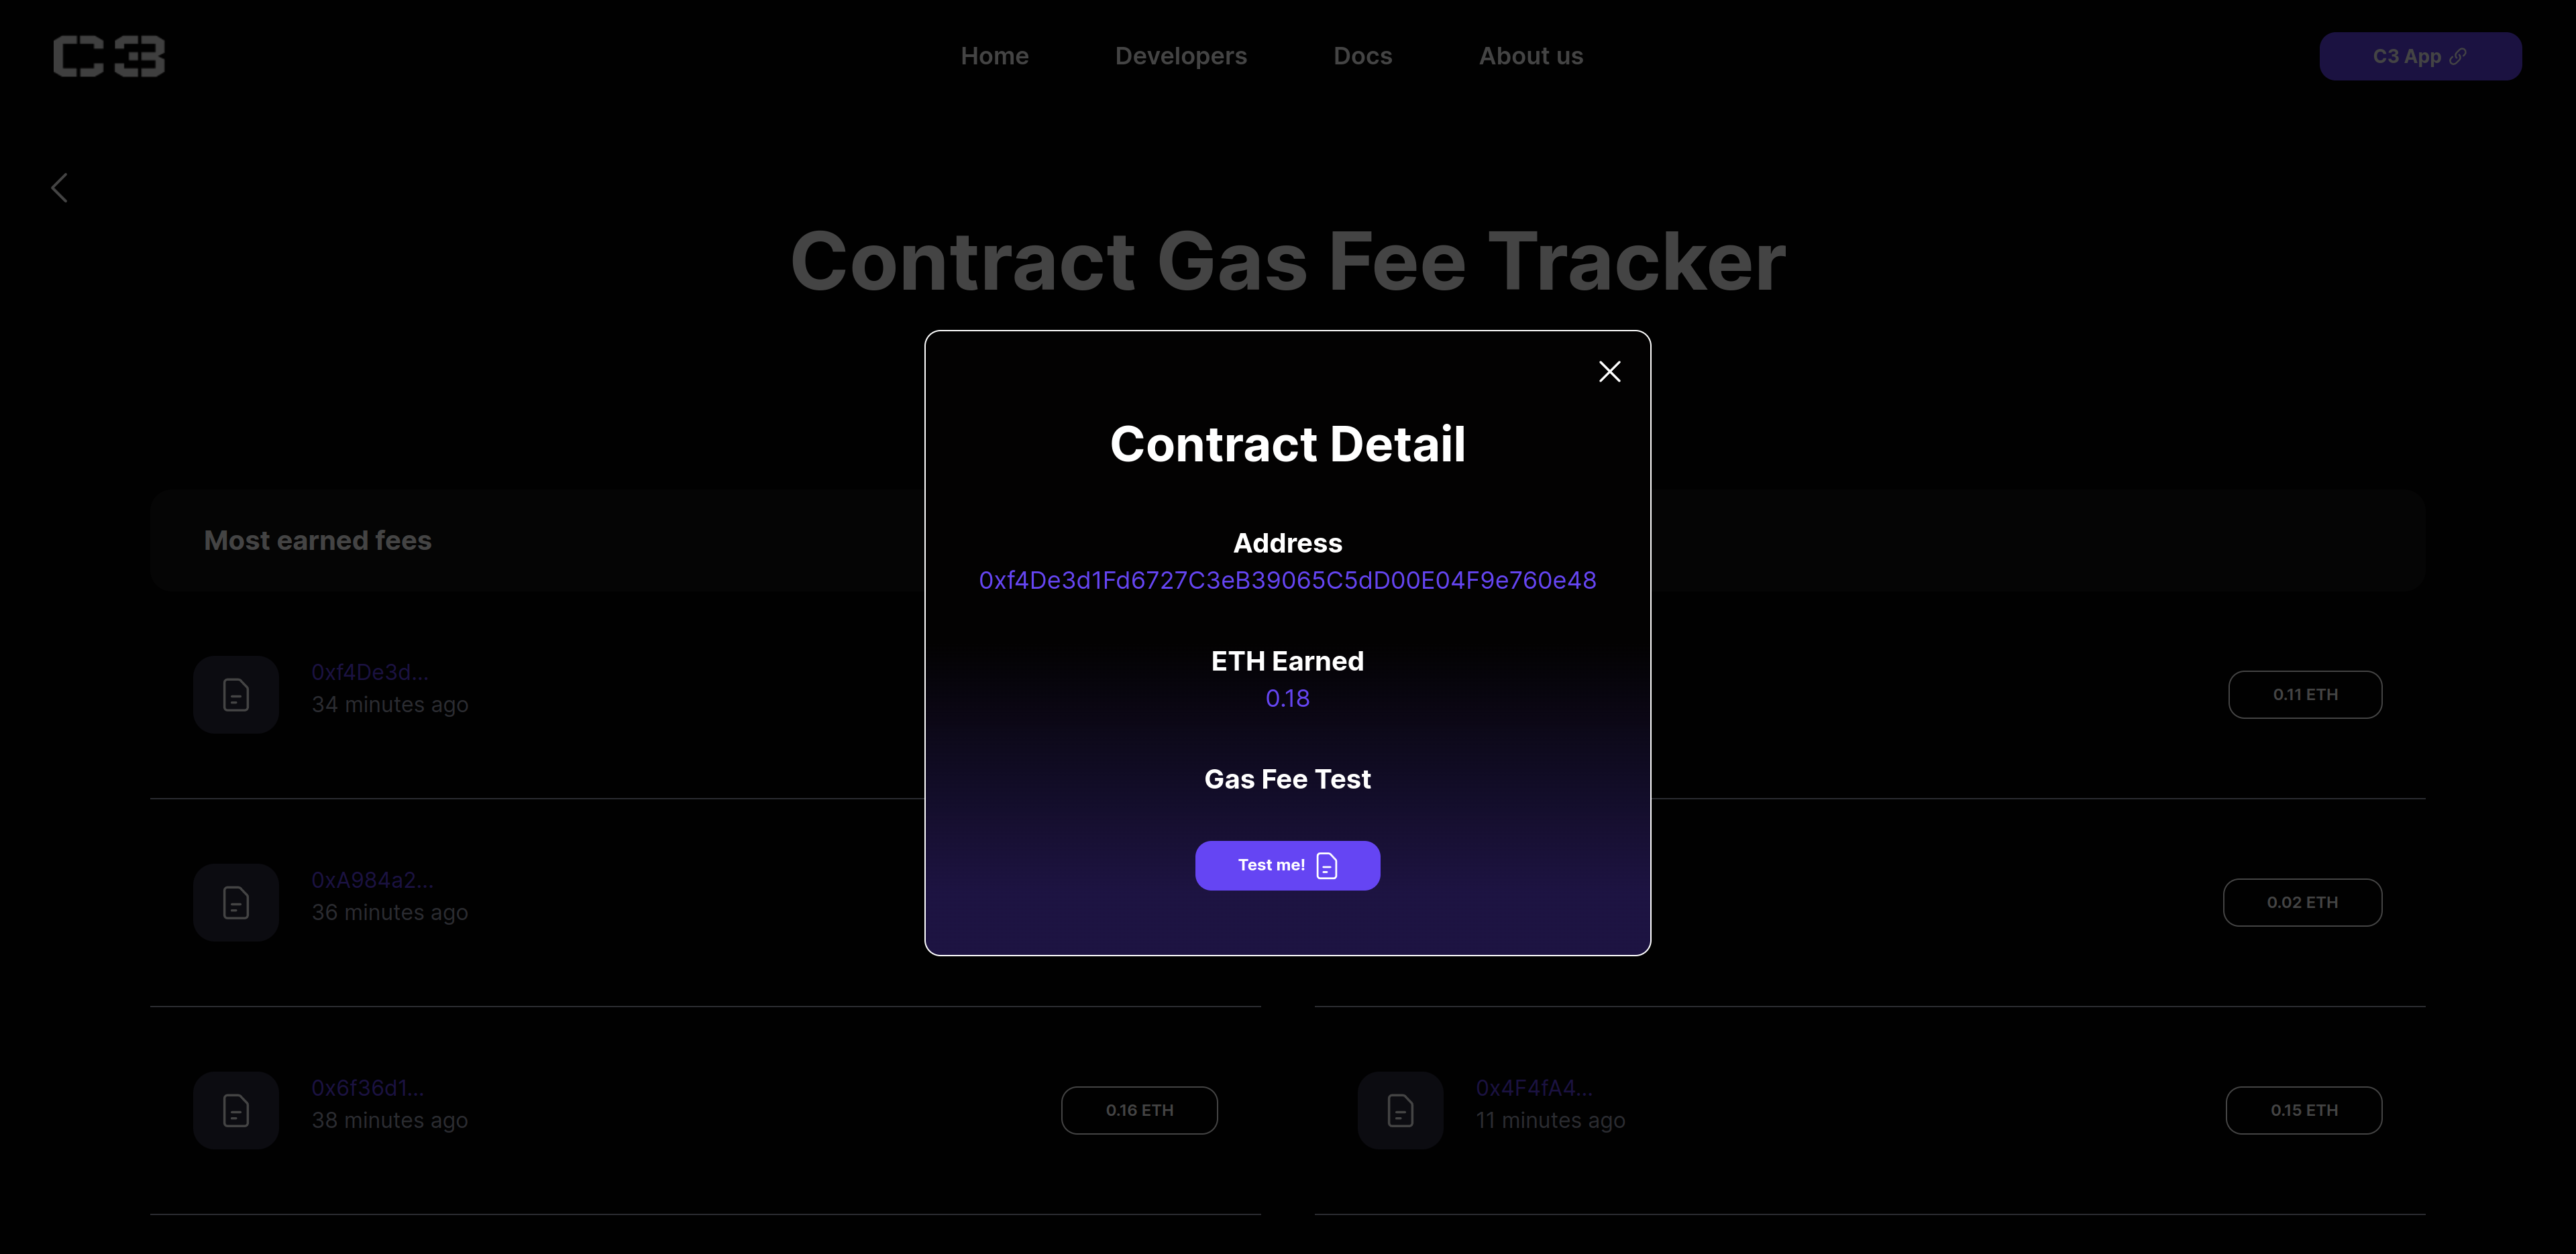 C3
Home
Developers
Docs
About us
C3 App
Contract Gas Fee Tracker
Contract Detail
Address
0xf4De3d1Fd6727C3eB39065C5dD00E04F9e760e48
ETH Earned
0.18
Gas Fee Test
Test me!
Most earned fees
0xf4De3d...
34 minutes ago
0.11 ETH
0xA984a2...
36 minutes ago
0.02 ETH
0x6f36d1...
38 minutes ago
0.16 ETH
0x4F4fA4...
11 minutes ago
0.15 ETH